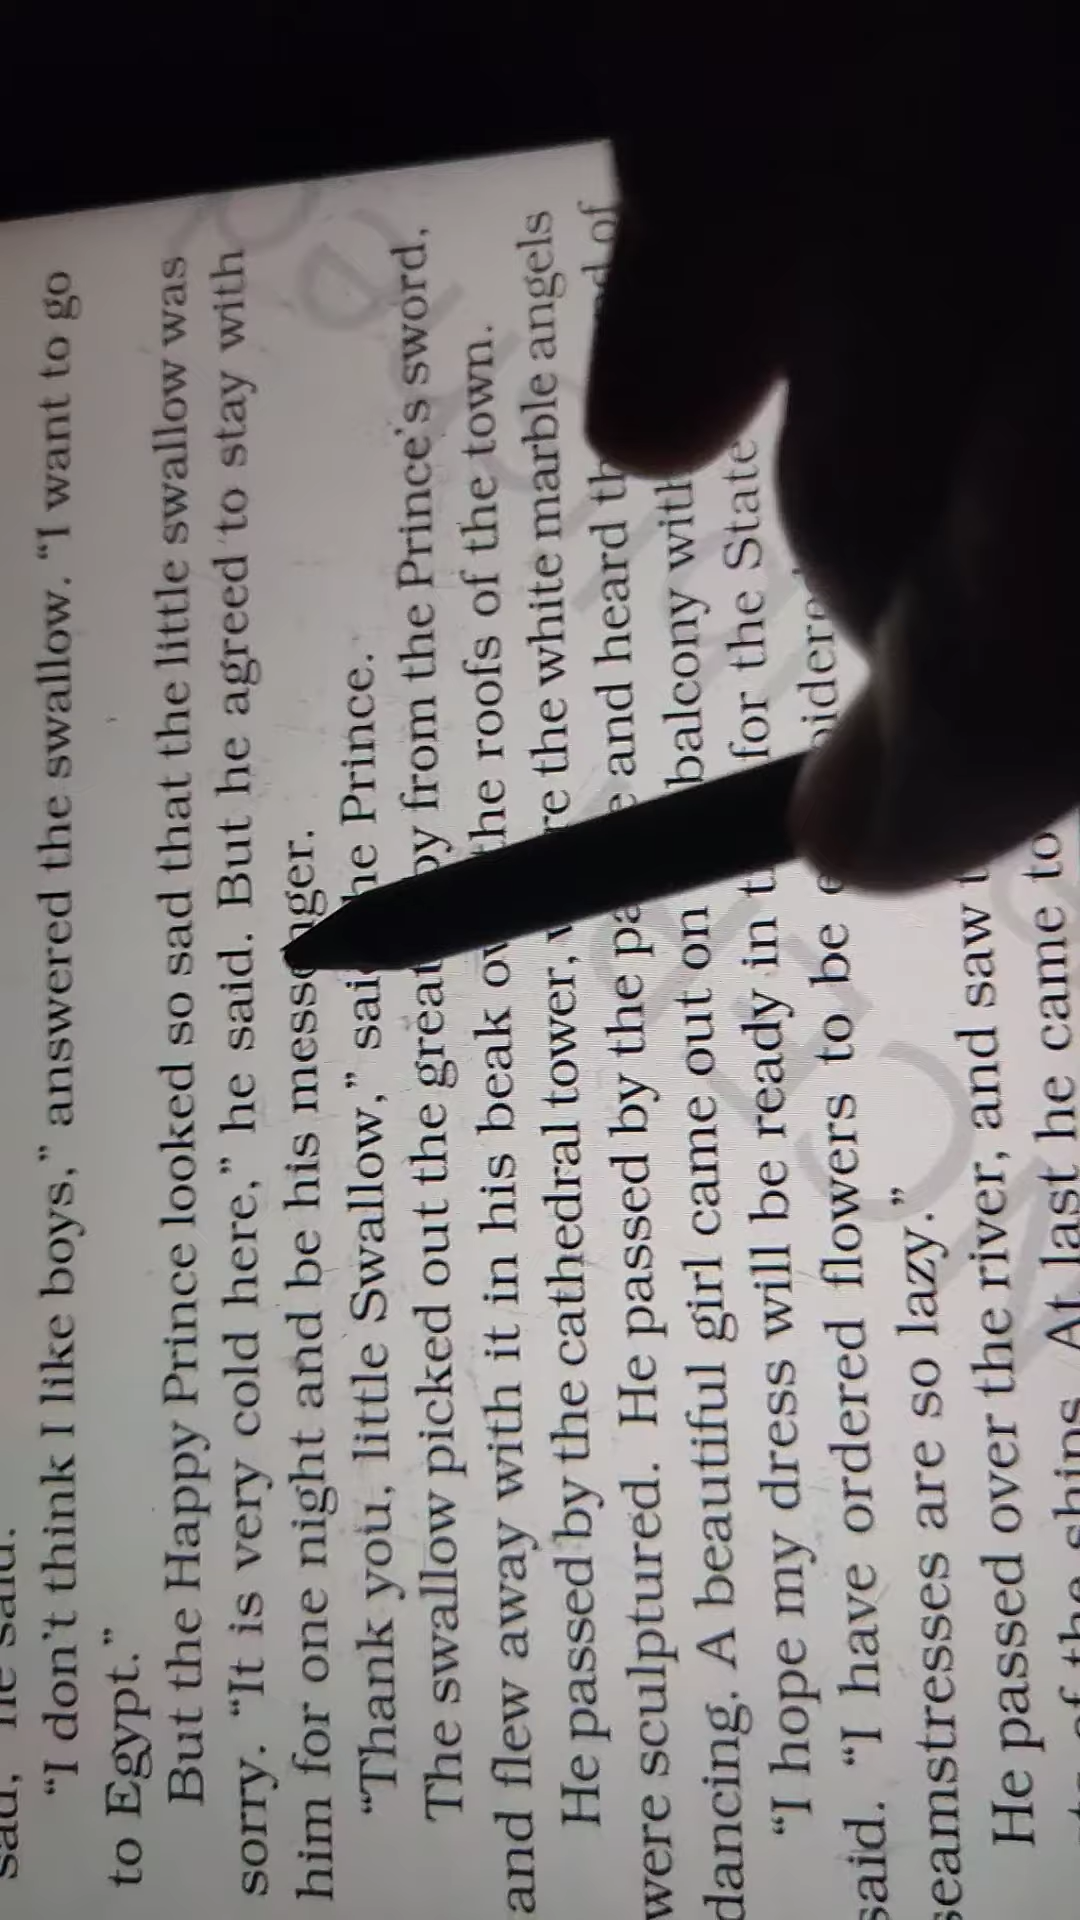 sad," he said.
"I don't think I like boys," answered the swallow. "I want to go
to Egypt."
But the Happy Prince looked so sad that the little swallow was
sorry. "It is very cold here," he said. But he agreed to stay with
him for one night and be his messenger.
"Thank you, little Swallow," said the Prince.
The swallow picked out the great from the Prince's sword,
and flew away with it in his beak the roofs of the town.
He passed by the cathedral tower, the white marble angels
were sculptured. He passed by the and heard of
dancing. A beautiful girl came out on balcony with
"I hope my dress will be ready in for the State
said. "I have ordered flowers to be
seamstresses are so lazy."
He passed over the river, and saw
of the ships. At last he came to